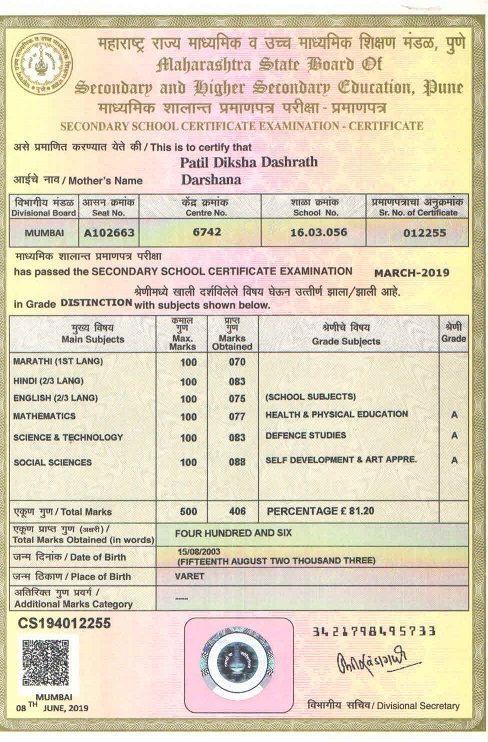 महाराष्ट्र राज्य माध्यमिक व उच्च माध्यमिक शिक्षण मंडळ, पुणे
Maharashtra State Board Of
Secondary and Higher Secondary Education, Pune
माध्यमिक शालान्त प्रमाणपत्र परीक्षा - प्रमाणपत्र
SECONDARY SCHOOL CERTIFICATE EXAMINATION - CERTIFICATE
असे प्रमाणित करण्यात येते की / This is to certify that
Patil Diksha Dashrath
आईचे नाव / Mother's Name Darshana
विभागीय मंडळ आसन क्रमांक केंद्र क्रमांक शाळा क्रमांक प्रमाणपत्राचा अनुक्रमांक
Divisional Board Seat No. Centre No. School No. Sr. No. of Certificate
MUMBAI A102663 6742 16.03.056 012255
माध्यमिक शालान्त प्रमाणपत्र परीक्षा
has passed the SECONDARY SCHOOL CERTIFICATE EXAMINATION MARCH-2019
श्रेणीमध्ये खाली दर्शविलेले विषय घेऊन उत्तीर्ण झाला/झाली आहे.
in Grade DISTINCTION with subjects shown below.
मुख्य विषय कमाल गुण प्राप्त गुण श्रेणीचे विषय श्रेणी
Main Subjects Max. Marks Marks Obtained Grade Subjects Grade
MARATHI (1ST LANG) 100 070
HINDI (2/3 LANG) 100 083
ENGLISH (2/3 LANG) 100 075 (SCHOOL SUBJECTS)
MATHEMATICS 100 077 HEALTH & PHYSICAL EDUCATION A
SCIENCE & TECHNOLOGY 100 083 DEFENCE STUDIES A
SOCIAL SCIENCES 100 088 SELF DEVELOPMENT & ART APPRE. A
एकूण गुण / Total Marks 500 406 PERCENTAGE £ 81.20
एकूण प्राप्त गुण (अक्षरी) /
Total Marks Obtained (in words) FOUR HUNDRED AND SIX
जन्म दिनांक / Date of Birth 15/08/2003
(FIFTEENTH AUGUST TWO THOUSAND THREE)
जन्म ठिकाण / Place of Birth VARET
अतिरिक्त गुण प्रवर्ग /
Additional Marks Category ----
CS194012255
3421798495733
MUMBAI
08 TH JUNE, 2019
विभागीय सचिव / Divisional Secretary